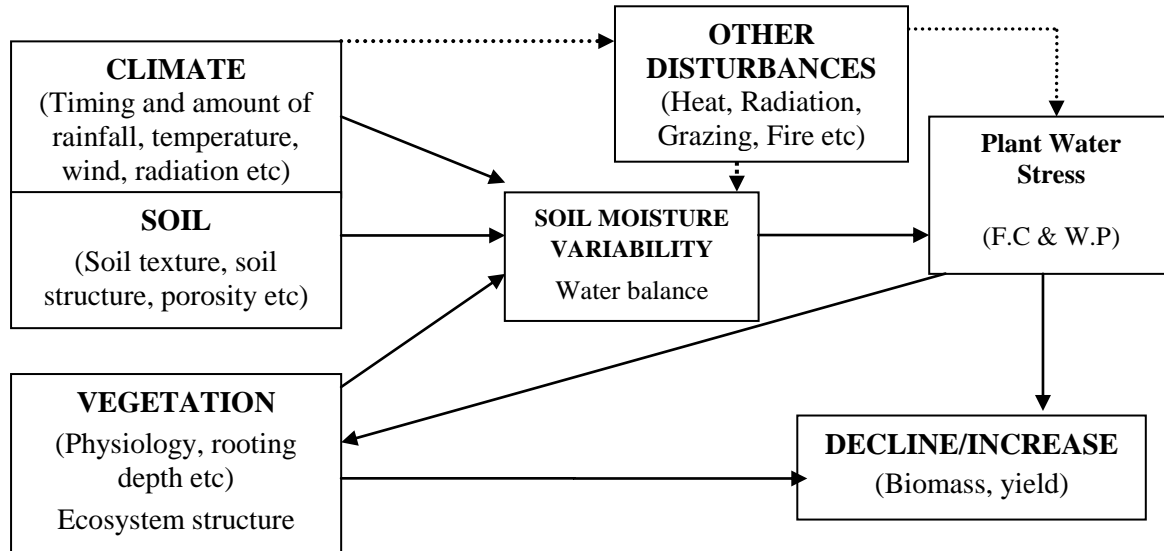 CLIMATE
(Timing and amount of
rainfall, temperature,
wind, radiation etc)
SOIL
(Soil texture, soil
structure, porosity etc)
VEGETATION
(Physiology, rooting
depth etc)
Ecosystem structure
OTHER
DISTURBANCES
(Heat, Radiation,
Grazing, Fire etc)
SOIL MOISTURE
VARIABILITY
Water balance
Plant Water
Stress
(F.C & W.P)
DECLINE/INCREASE
(Biomass, yield)